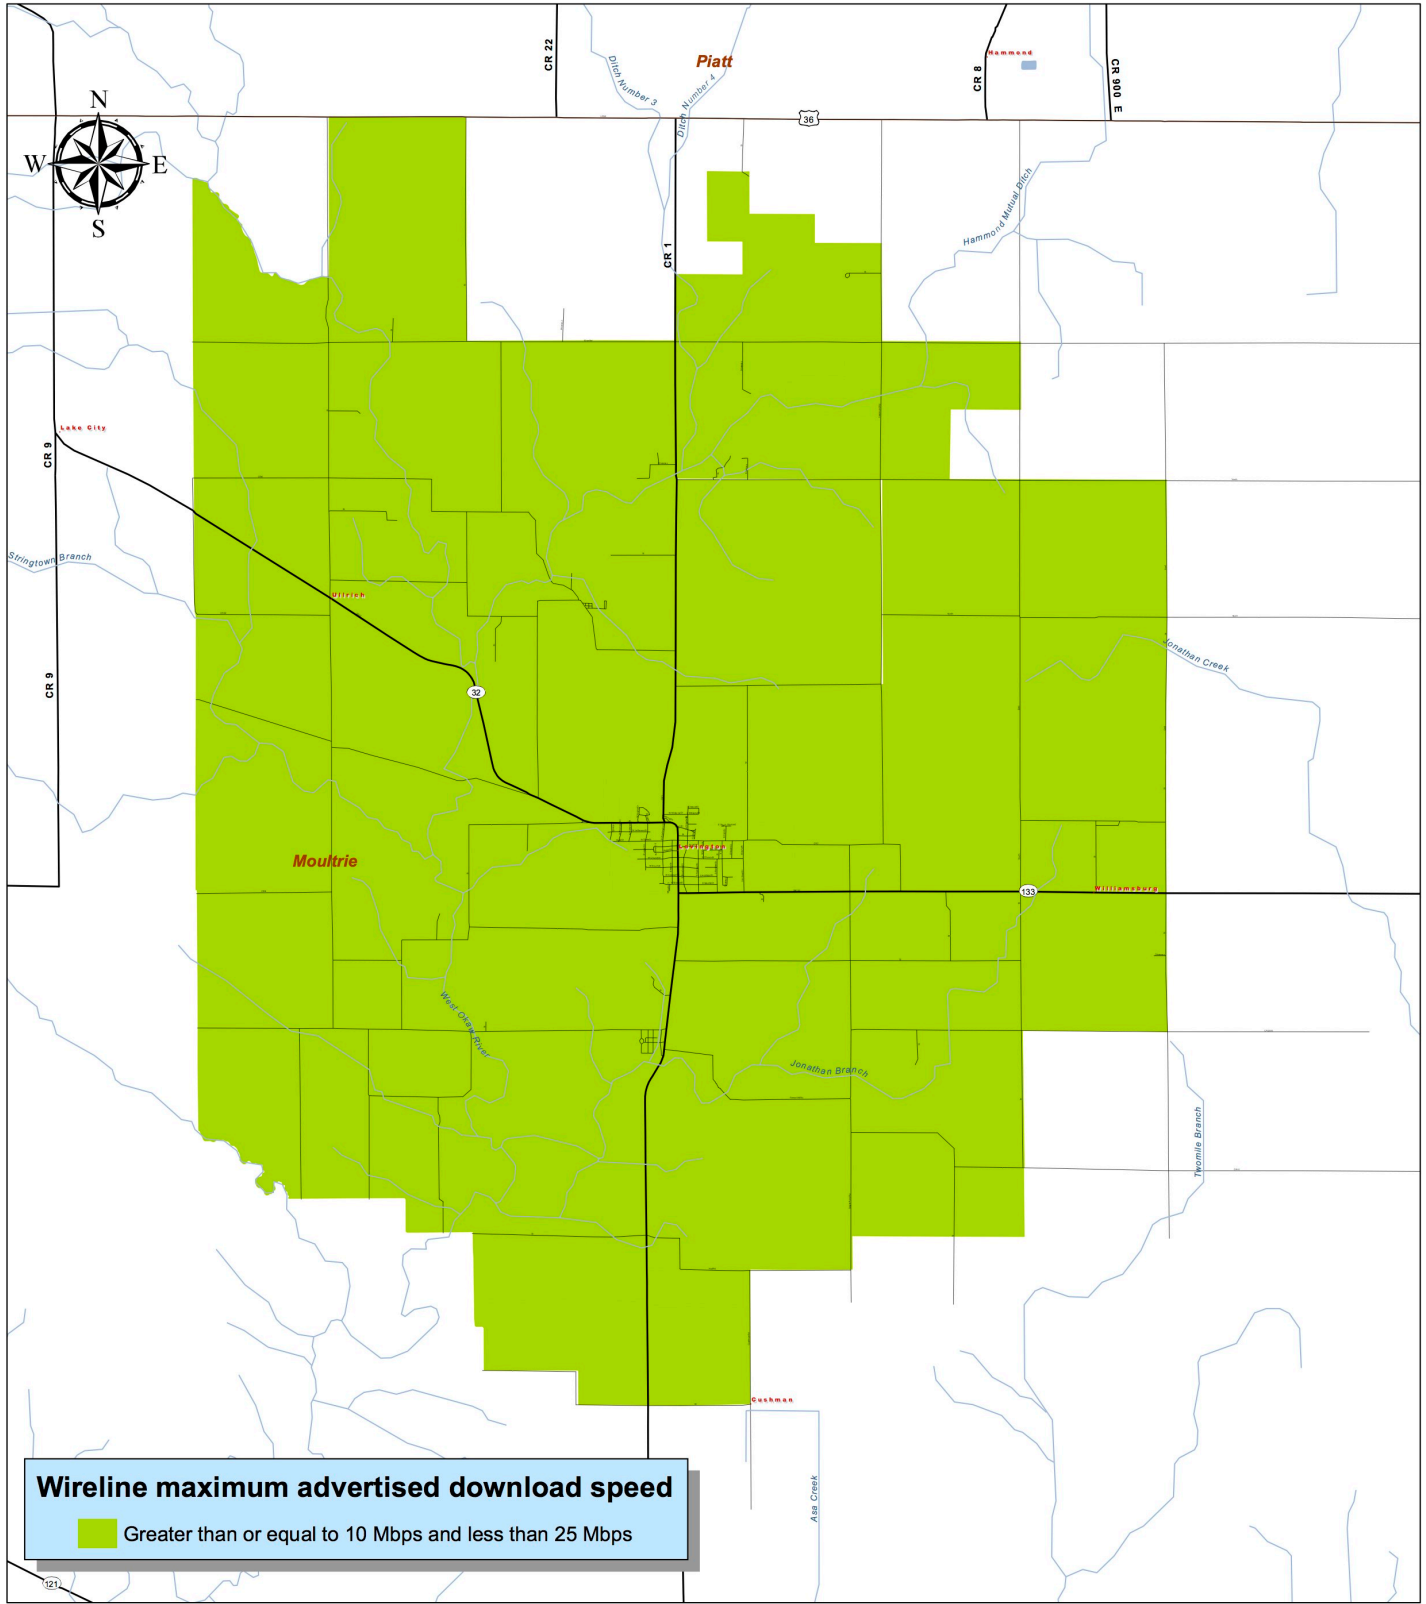 CR 22
Piatt
Hammond
CR 8
CR 900 E
Ditch Number 3
Ditch Number 4
36
N
W
E
S
Hammond Mutual Ditch
CR 1
Lake City
CR 9
Stringtown Branch
Ullrich
Jonathan Creek
CR 9
32
Lovington
Moultrie
133
Williamsburg
West Okaw River
Jonathan Branch
Twomile Branch
Cushman
Asa Creek
Wireline maximum advertised download speed
Greater than or equal to 10 Mbps and less than 25 Mbps
121